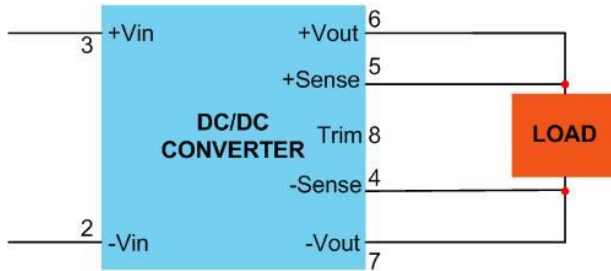 3 +Vin +Vout 6
+Sense 5
DC/DC
CONVERTER
Trim 8
LOAD
-Sense 4
2 -Vin -Vout 7